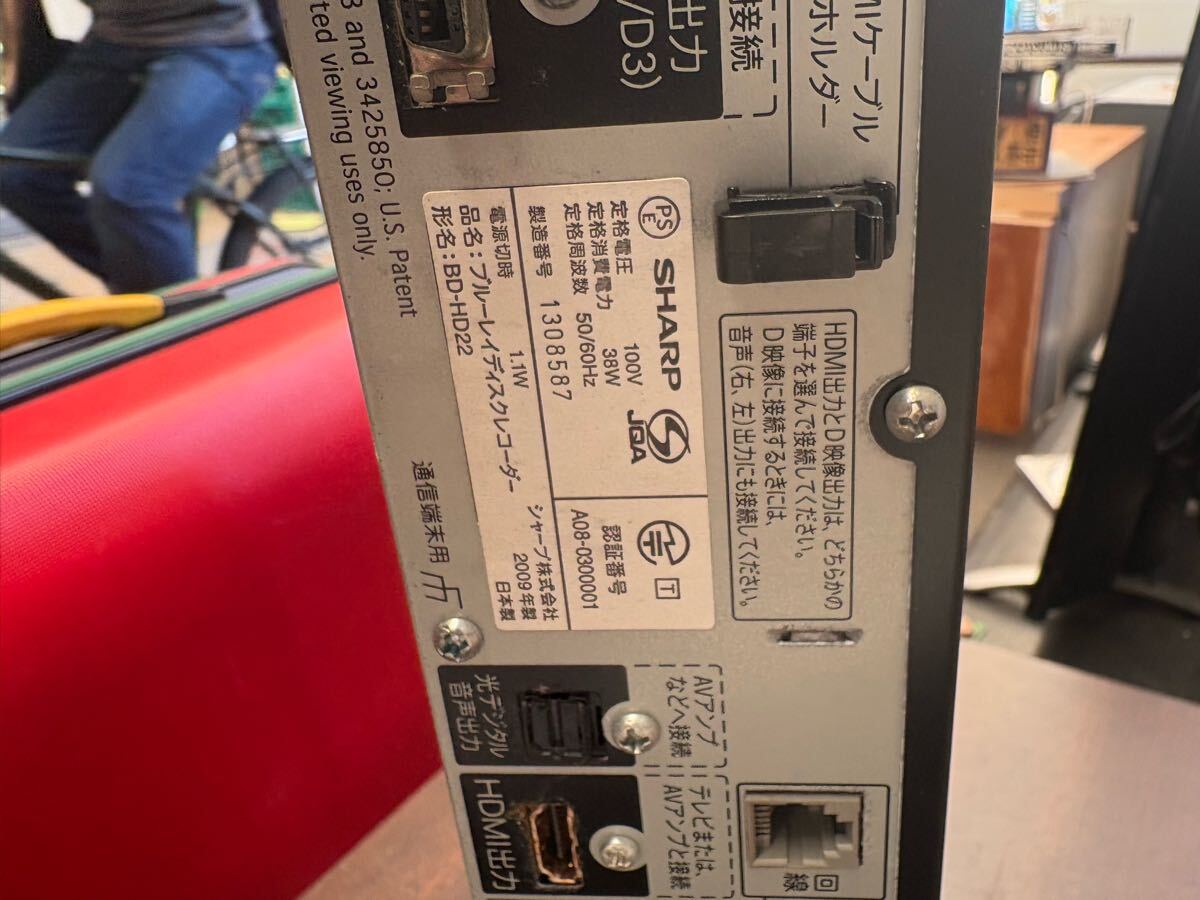 出力
/D3)
接続
MIケーブル
ホルダー
3 and 3425850; U.S. Patent
ted viewing uses only.
PS
E
SHARP
JQA
定格電圧 100V
定格消費電力 38W
定格周波数 50/60Hz
製造番号 1308587
T
認証番号
A08-0300001
電源切時 1.1W
品名：ブルーレイディスクレコーダー
形名：BD-HD22
シャープ株式会社
2009年製
日本製
HDMI出力とD映像出力は、どちらかの
端子を選んで接続してください。
D映像に接続するときには、
音声(右、左)出力にも接続してください。
通信端末用
光デジタル
音声出力
AVアンプ
などへ接続
HDMI出力
テレビまたは、
AVアンプと接続
回線